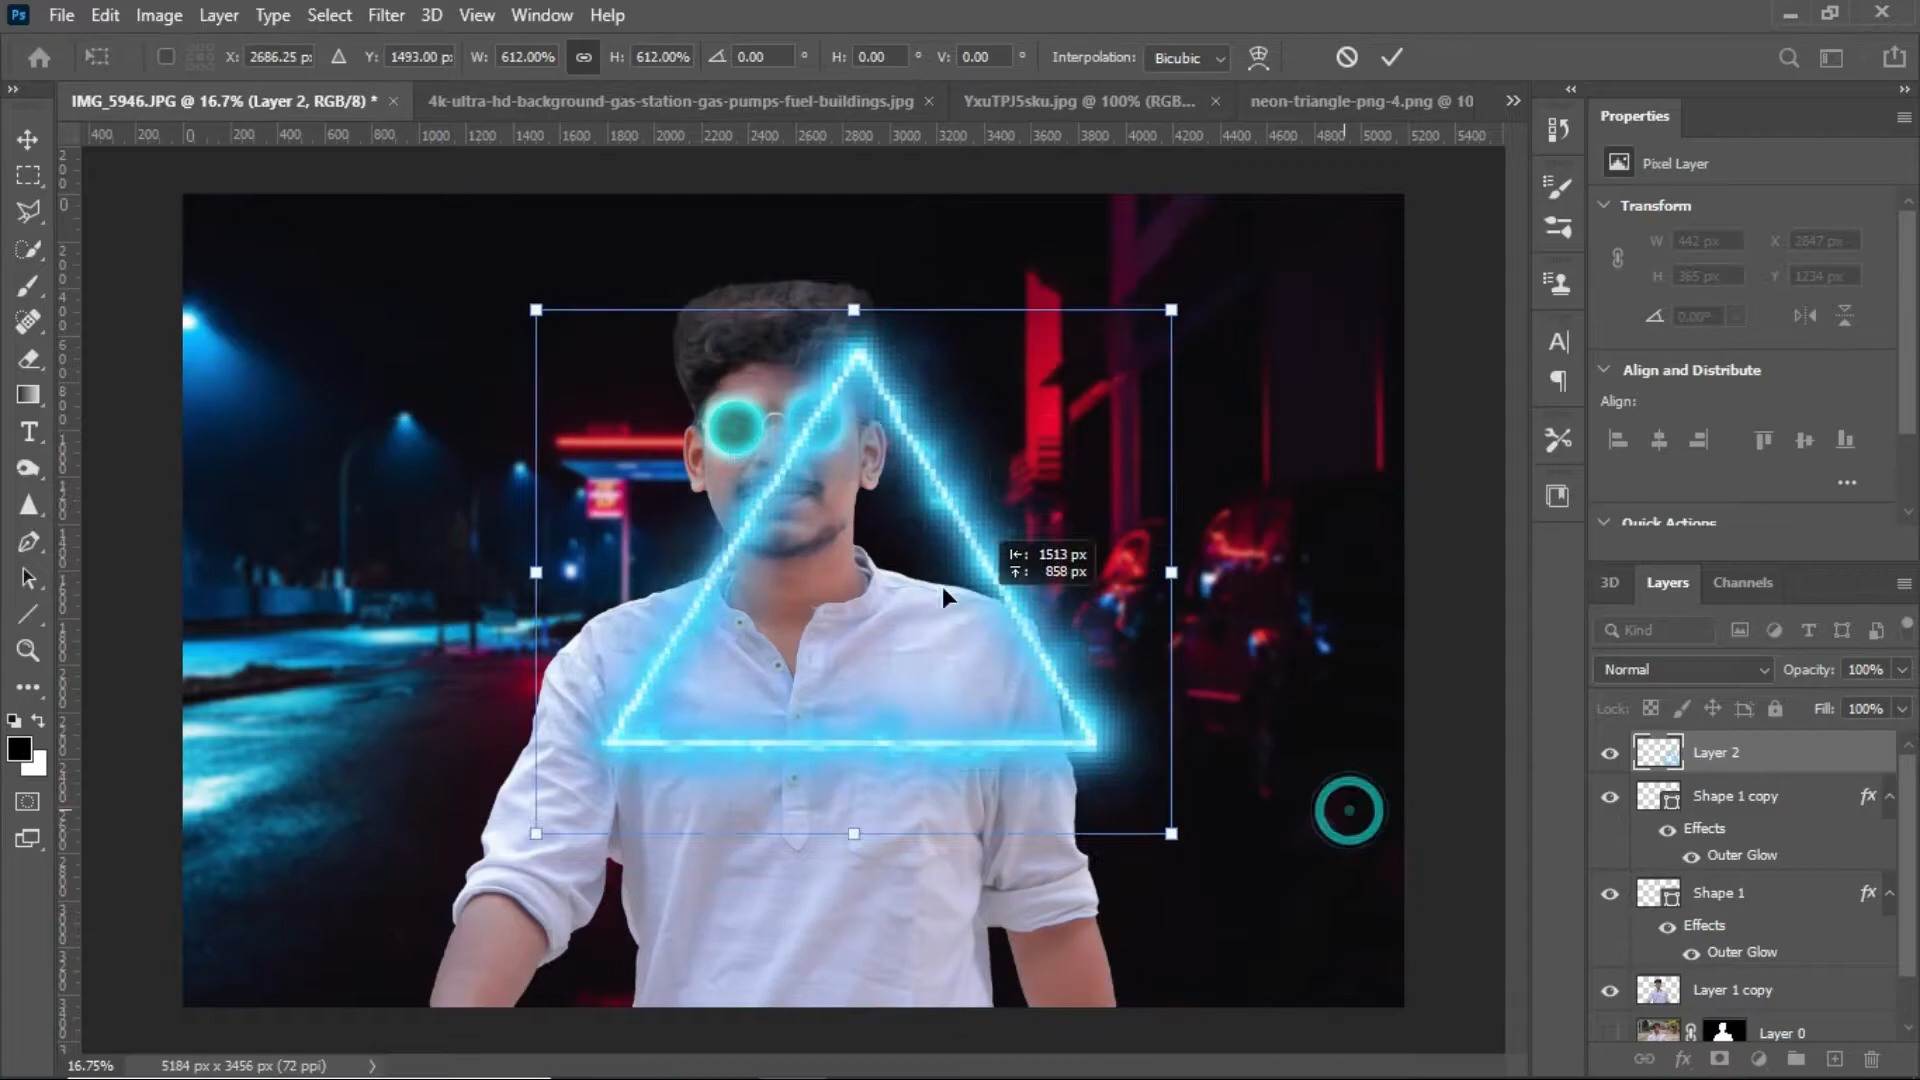 Ps File Edit Image Layer Type Select Filter 3D View Window Help
X: 2686.25 p: Y: 1493.00 p: W: 612.00% H: 612.00% 0.00 ° H: 0.00 ° V: 0.00 ° Interpolation: Bicubic
IMG_5946.JPG @ 16.7% (Layer 2, RGB/8) * × 4k-ultra-hd-background-gas-station-gas-pumps-fuel-buildings.jpg × YxuTPJ5sku.jpg @ 100% (RGB... × neon-triangle-png-4.png @ 10
400 200 0 200 400 600 800 1000 1200 1400 1600 1800 2000 2200 2400 2600 2800 3000 3200 3400 3600 3800 4000 4200 4400 4600 4800 5000 5200 5400
Properties
Pixel Layer
Transform
W 442 px X 2647 px
H 365 px Y 1234 px
0.00°
Align and Distribute
Align:
Quick Actions
1513 px
858 px
3D Layers Channels
Kind
Normal Opacity: 100%
Lock: Fill: 100%
Layer 2
Shape 1 copy fx
Effects
Outer Glow
Shape 1 fx
Effects
Outer Glow
Layer 1 copy
Layer 0
16.75% 5184 px x 3456 px (72 ppi)